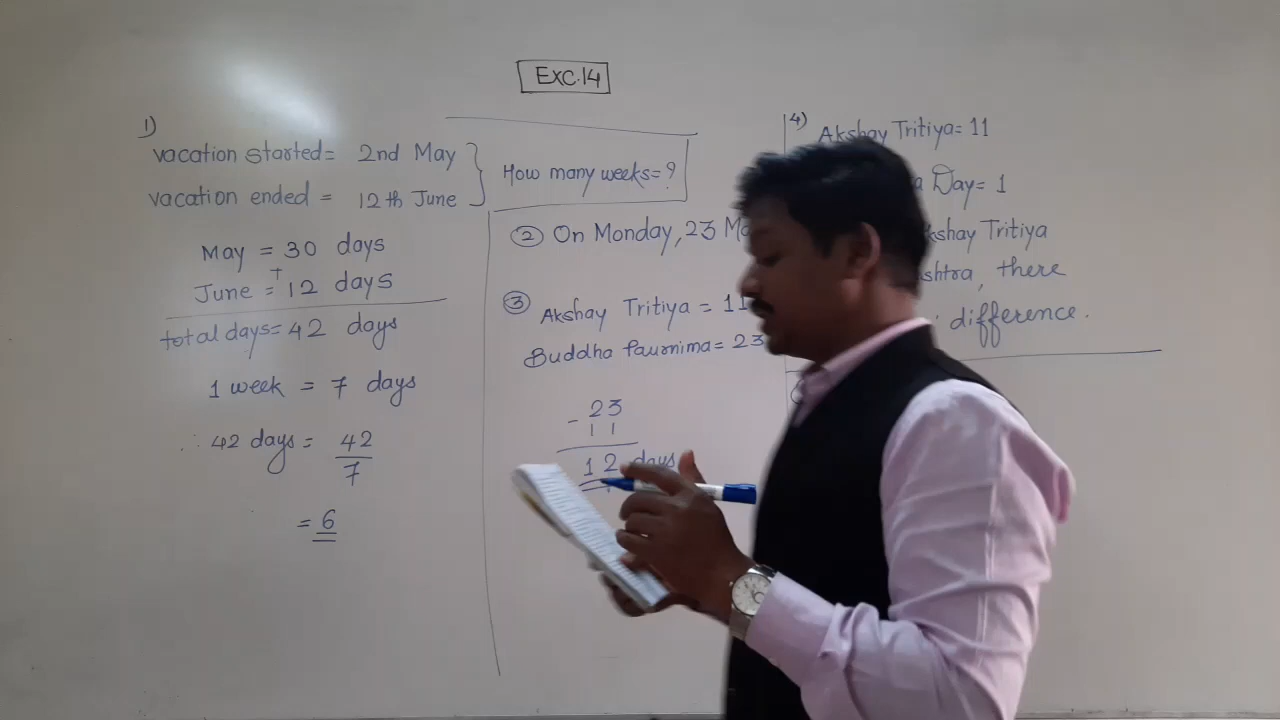 EXC.14
1)
vacation started= 2nd May
vacation ended = 12th June
How many weeks=?
May = 30 days
+
June = 12 days
total days= 42 days
1 week = 7 days
∴ 42 days = 42
7
= 6
② On Monday, 23
③ Akshay Tritiya = 11
Buddha Paurnima= 23
- 23
11
12 days
4) Akshay Tritiya= 11
Day= 1
Tritiya
there
difference.